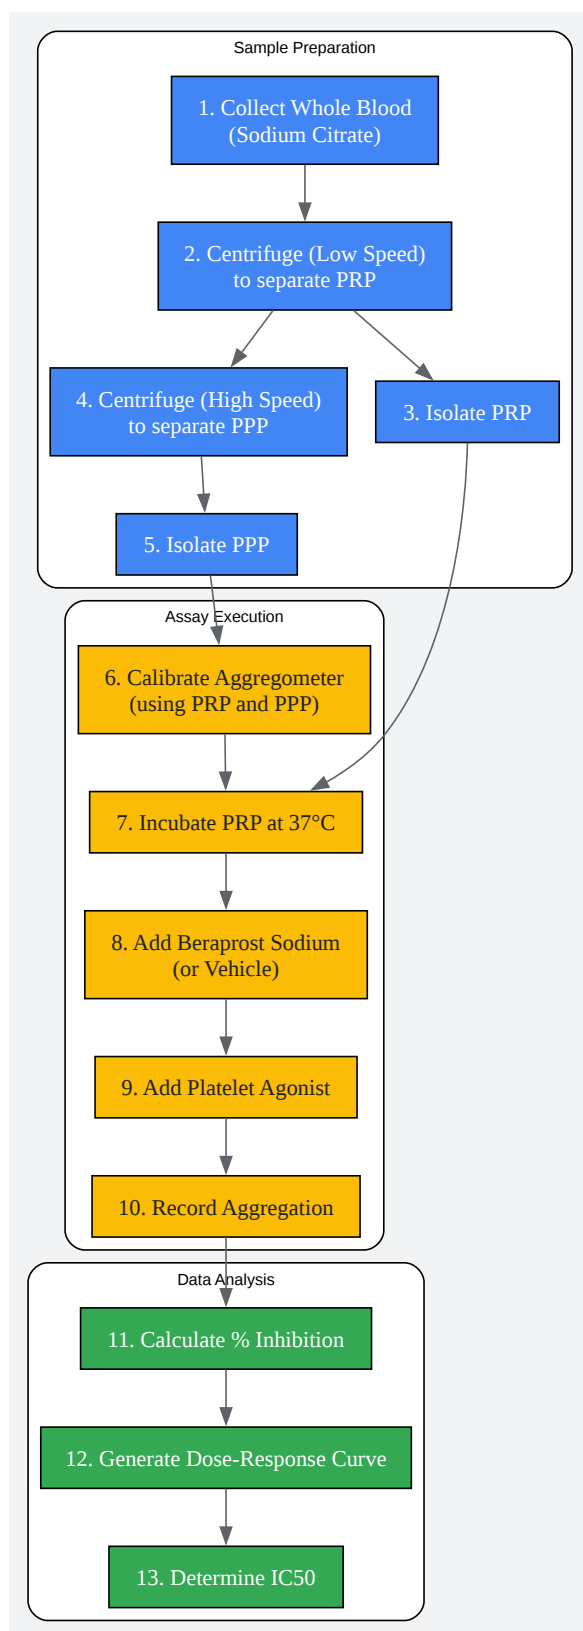 Sample Preparation
1. Collect Whole Blood
(Sodium Citrate)
2. Centrifuge (Low Speed)
to separate PRP
4. Centrifuge (High Speed)
to separate PPP
3. Isolate PRP
5. Isolate PPP
Assay Execution
6. Calibrate Aggregometer
(using PRP and PPP)
7. Incubate PRP at 37°C
8. Add Beraprost Sodium
(or Vehicle)
9. Add Platelet Agonist
10. Record Aggregation
Data Analysis
11. Calculate % Inhibition
12. Generate Dose-Response Curve
13. Determine IC50